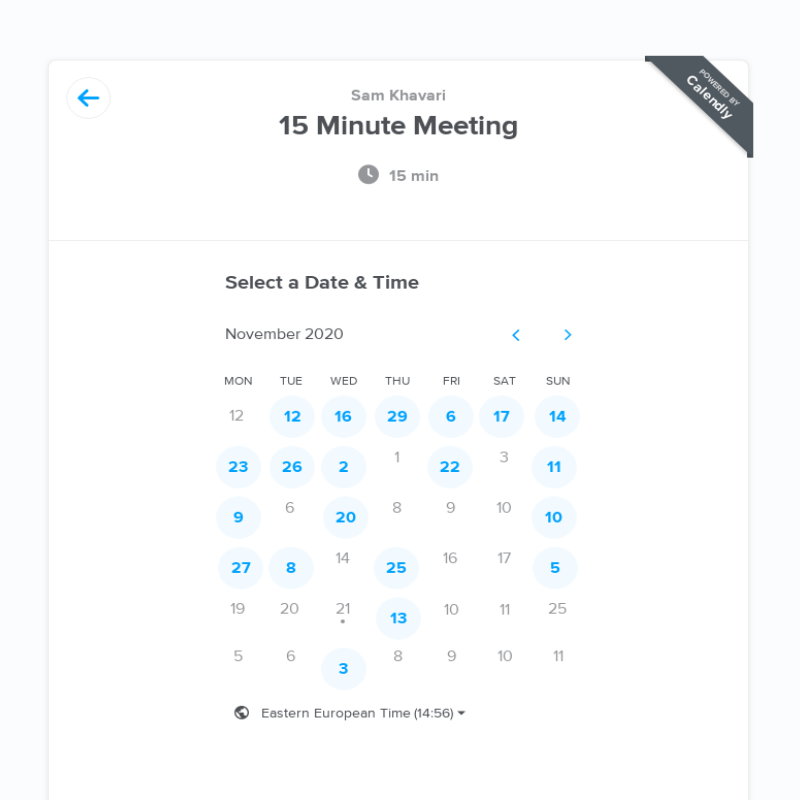 POWERED BY
Calendly
Sam Khavari
15 Minute Meeting
15 min
Select a Date & Time
November 2020
MON TUE WED THU FRI SAT SUN
12 12 16 29 6 17 14
23 26 2 1 22 3 11
9 6 20 8 9 10 10
27 8 14 25 16 17 5
19 20 21 13 10 11 25
5 6 3 8 9 10 11
Eastern European Time (14:56)